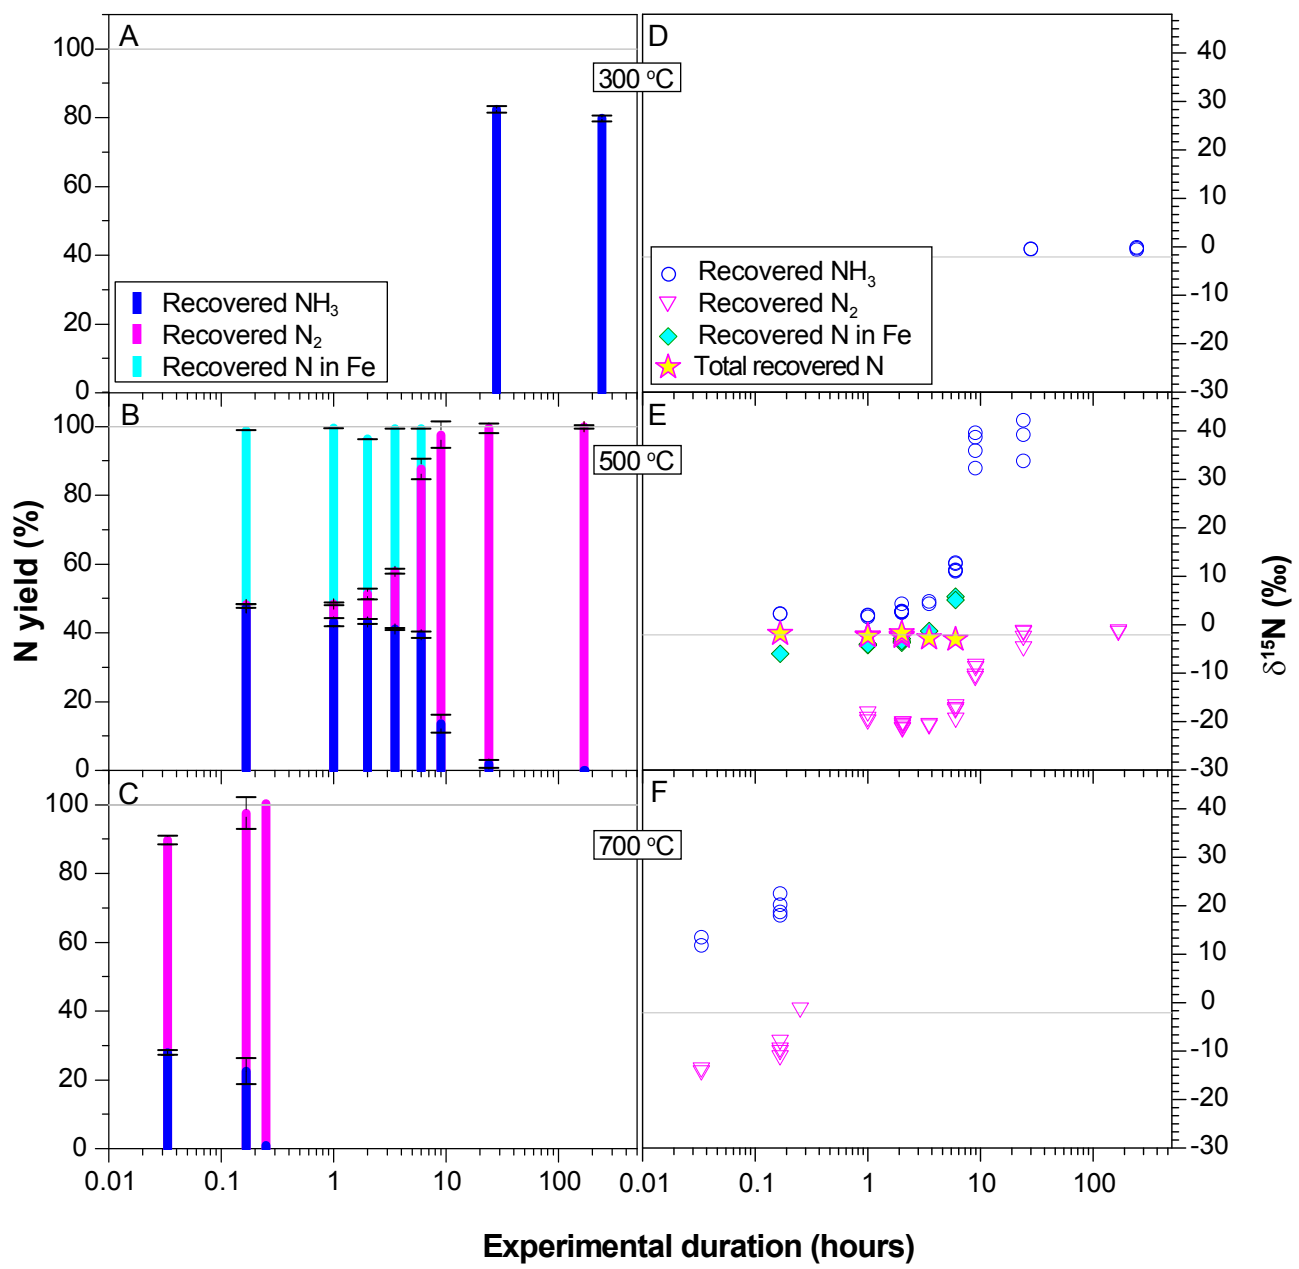 A
D
100
80
60
40
20
0
300 °C
40
30
20
10
0
-10
-20
-30
Recovered NH₃
Recovered N₂
Recovered N in Fe
Recovered NH₃
Recovered N₂
Recovered N in Fe
Total recovered N
B
E
100
80
60
40
20
0
500 °C
40
30
20
10
0
-10
-20
-30
N yield (%)
δ¹⁵N (‰)
C
F
100
80
60
40
20
0
700 °C
40
30
20
10
0
-10
-20
-30
0.01 0.1 1 10 100 0.01 0.1 1 10 100
Experimental duration (hours)